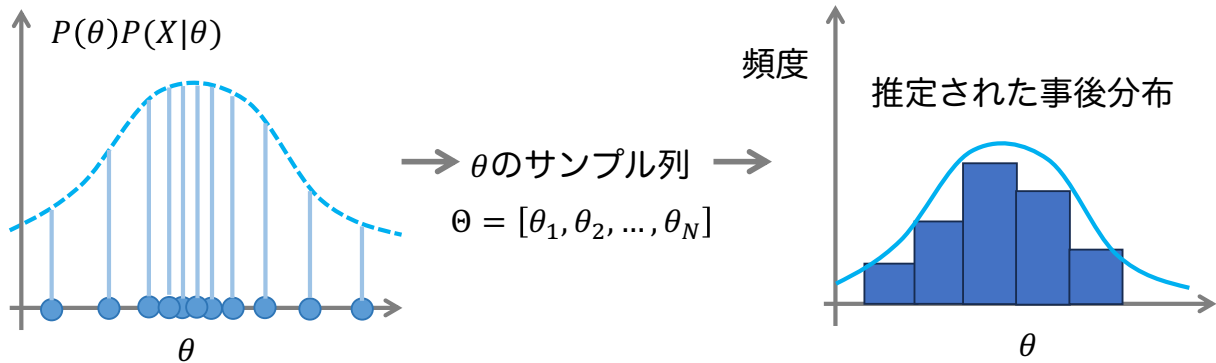 P(θ)P(X|θ)
θ
θのサンプル列
Θ = [θ₁, θ₂, …, θ_N]
頻度
推定された事後分布
θ